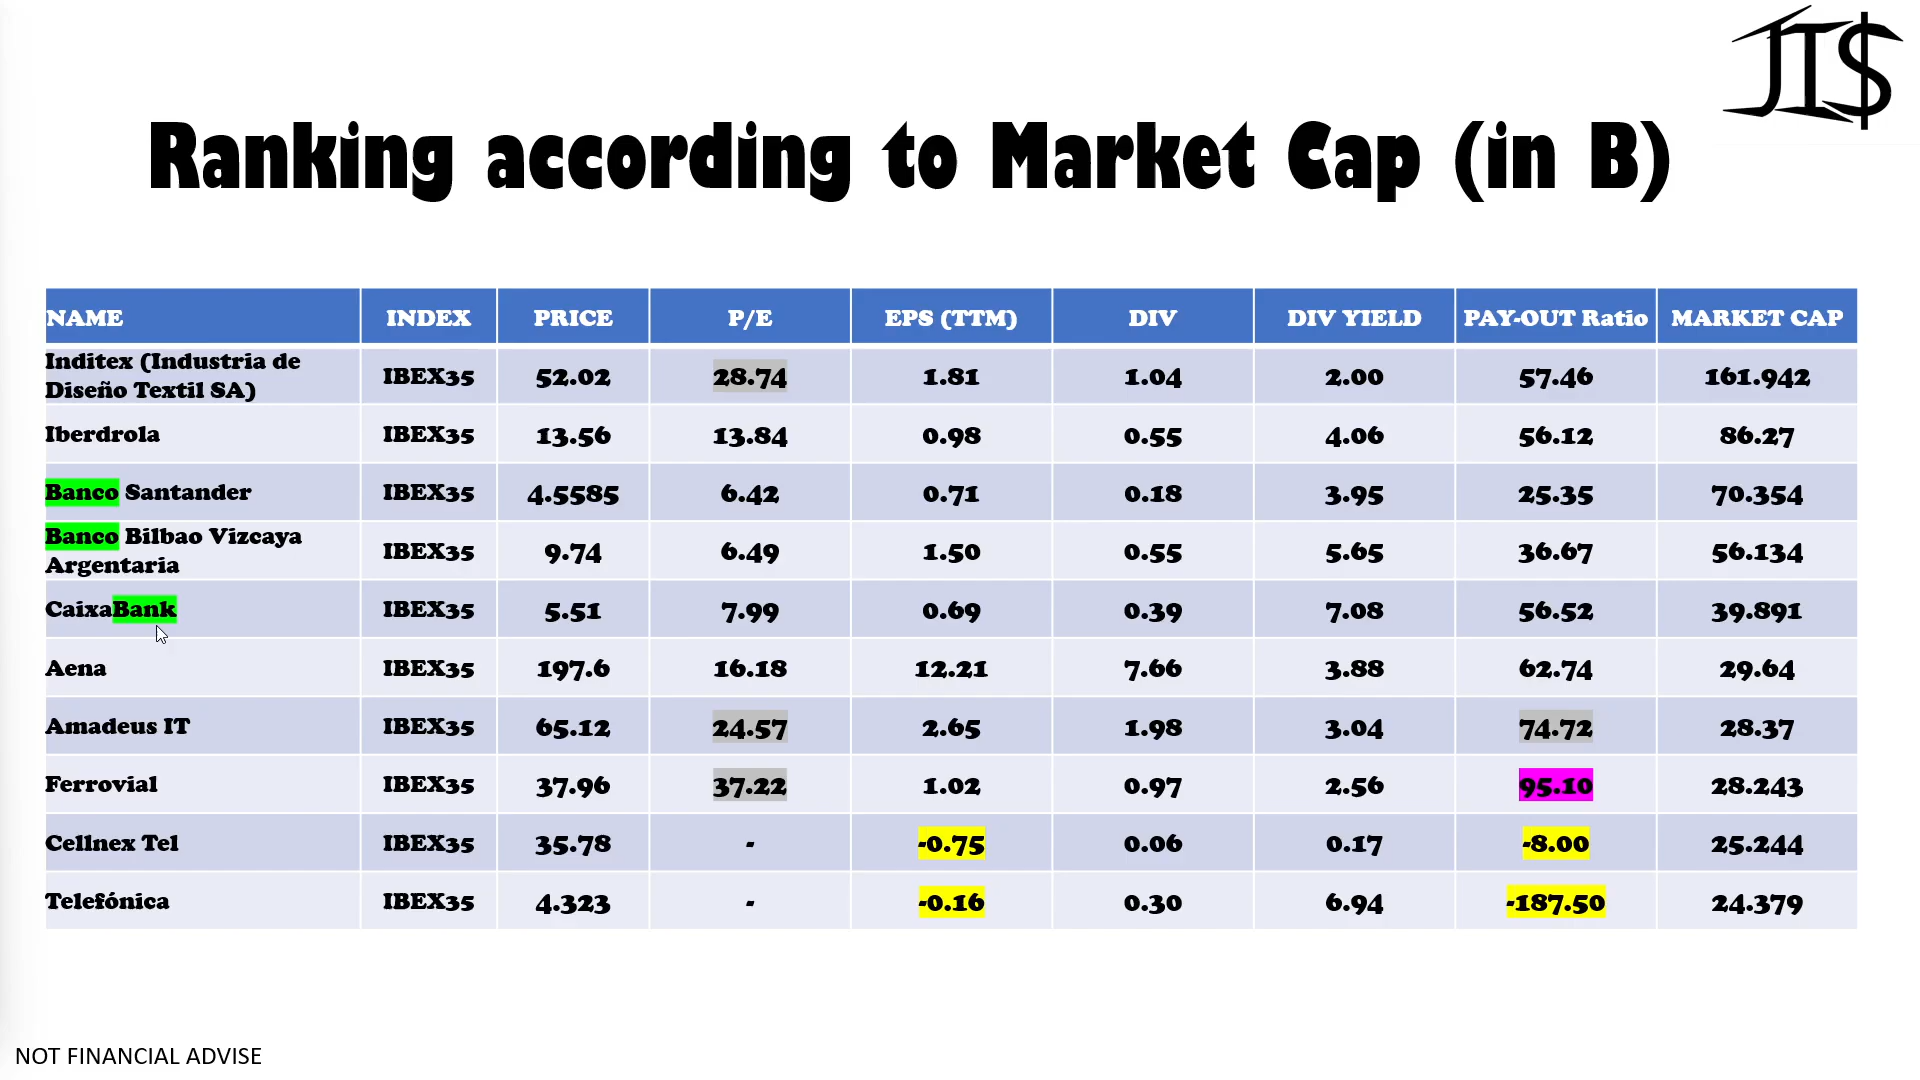 JI$
Ranking according to Market Cap (in B)
NAME INDEX PRICE P/E EPS (TTM) DIV DIV YIELD PAY-OUT Ratio MARKET CAP
Inditex (Industria de
Diseño Textil SA) IBEX35 52.02 28.74 1.81 1.04 2.00 57.46 161.942
Iberdrola IBEX35 13.56 13.84 0.98 0.55 4.06 56.12 86.27
Banco Santander IBEX35 4.5585 6.42 0.71 0.18 3.95 25.35 70.354
Banco Bilbao Vizcaya
Argentaria IBEX35 9.74 6.49 1.50 0.55 5.65 36.67 56.134
CaixaBank IBEX35 5.51 7.99 0.69 0.39 7.08 56.52 39.891
Aena IBEX35 197.6 16.18 12.21 7.66 3.88 62.74 29.64
Amadeus IT IBEX35 65.12 24.57 2.65 1.98 3.04 74.72 28.37
Ferrovial IBEX35 37.96 37.22 1.02 0.97 2.56 95.10 28.243
Cellnex Tel IBEX35 35.78 - -0.75 0.06 0.17 -8.00 25.244
Telefónica IBEX35 4.323 - -0.16 0.30 6.94 -187.50 24.379
NOT FINANCIAL ADVISE